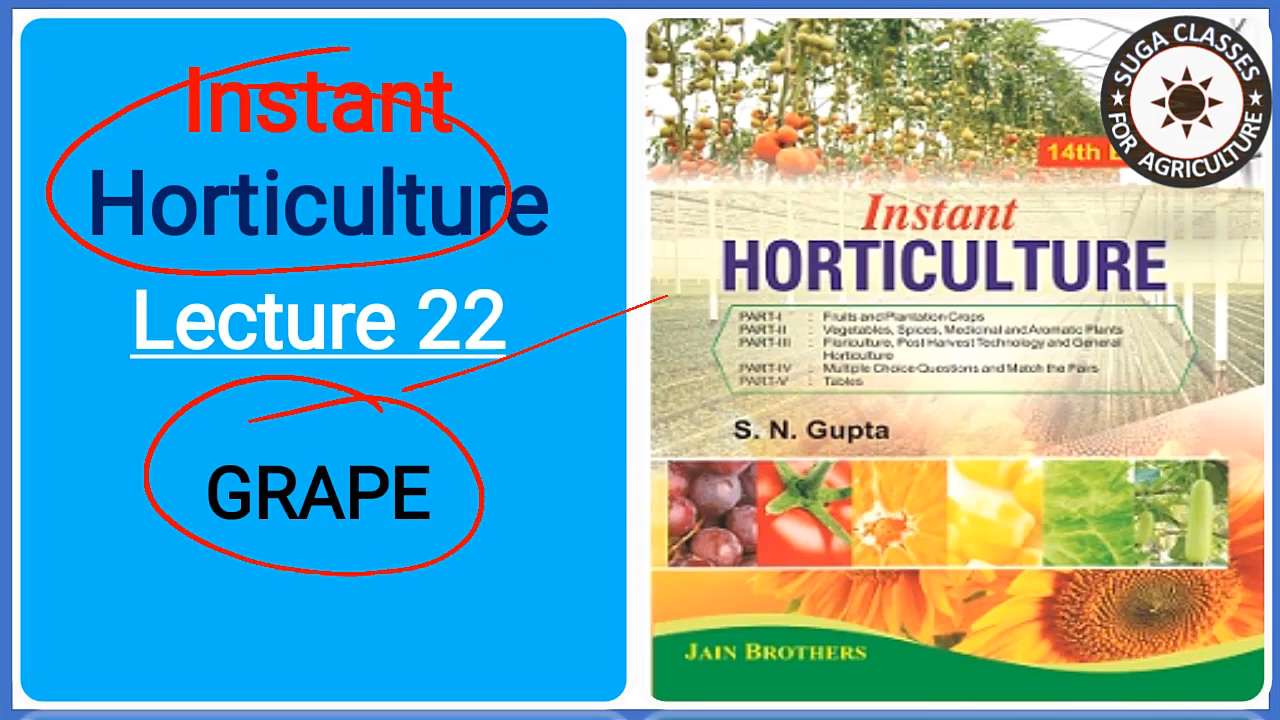 Instant
Horticulture
Lecture 22
GRAPE
SUGA CLASSES
FOR AGRICULTURE
14th
Instant
HORTICULTURE
PART-I : Fruits and Plantation Crops
PART-II : Vegetables, Spices, Medicinal and Aromatic Plants
PART-III : Floriculture, Post Harvest Technology and General
Horticulture
PART-IV : Multiple Choice Questions and Match the Pairs
PART-V : Tables
S. N. Gupta
JAIN BROTHERS